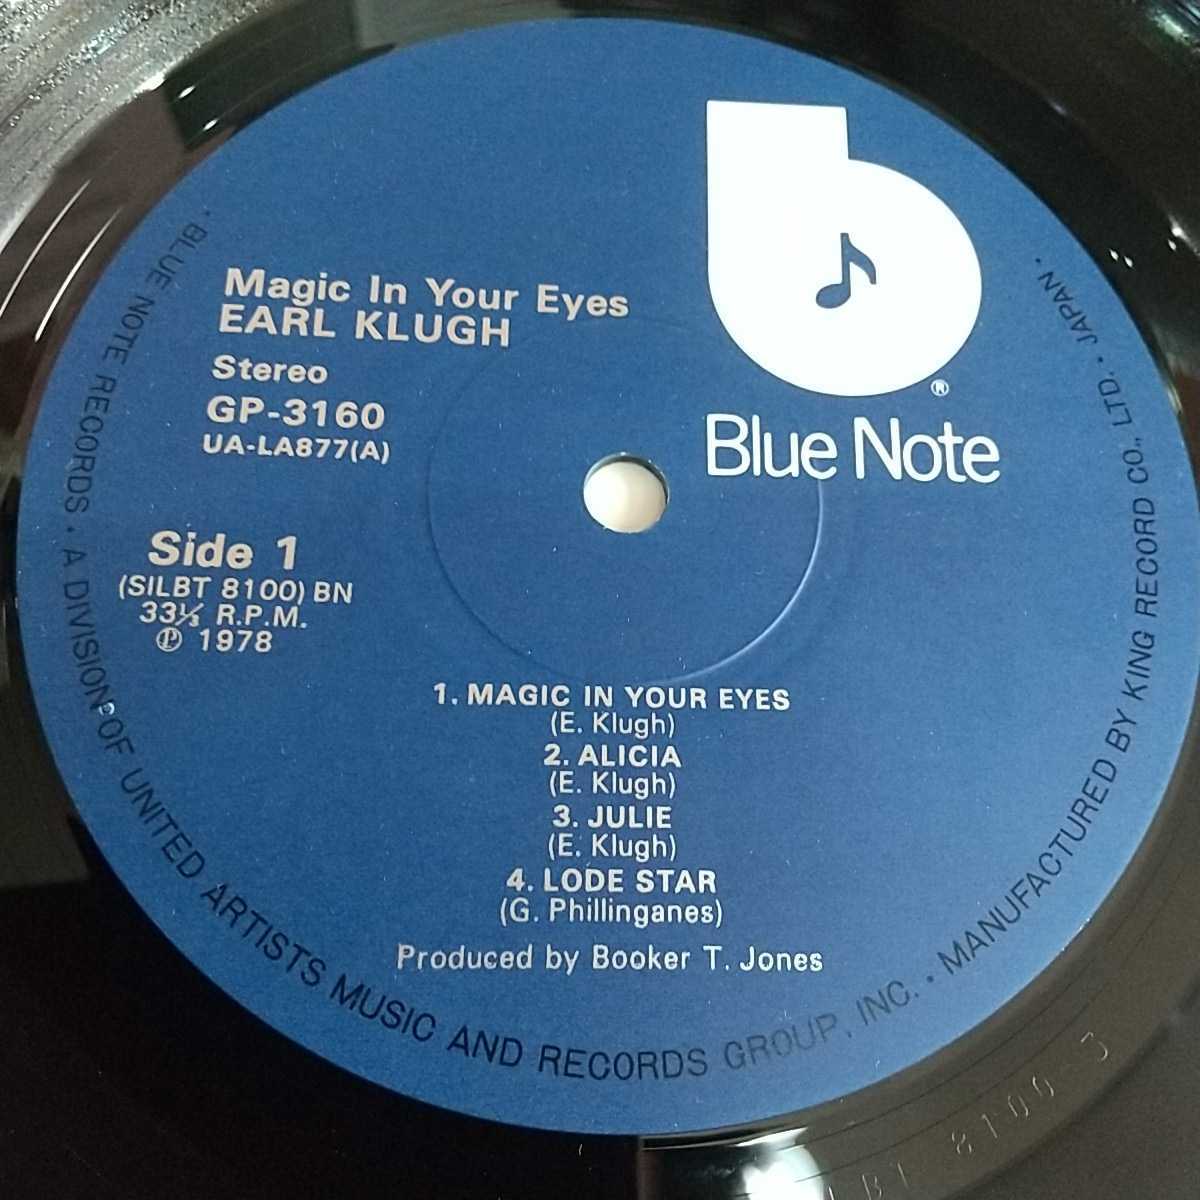 Magic In Your Eyes
EARL KLUGH
Stereo
GP-3160
UA-LA877(A)
Blue Note®
Side 1
(SILBT 8100) BN
33⅓ R.P.M.
℗ 1978
1. MAGIC IN YOUR EYES
(E. Klugh)
2. ALICIA
(E. Klugh)
3. JULIE
(E. Klugh)
4. LODE STAR
(G. Phillinganes)
Produced by Booker T. Jones
• BLUE NOTE RECORDS • A DIVISION OF UNITED ARTISTS MUSIC AND RECORDS GROUP, INC. • MANUFACTURED BY KING RECORD CO., LTD. • JAPAN •
8100